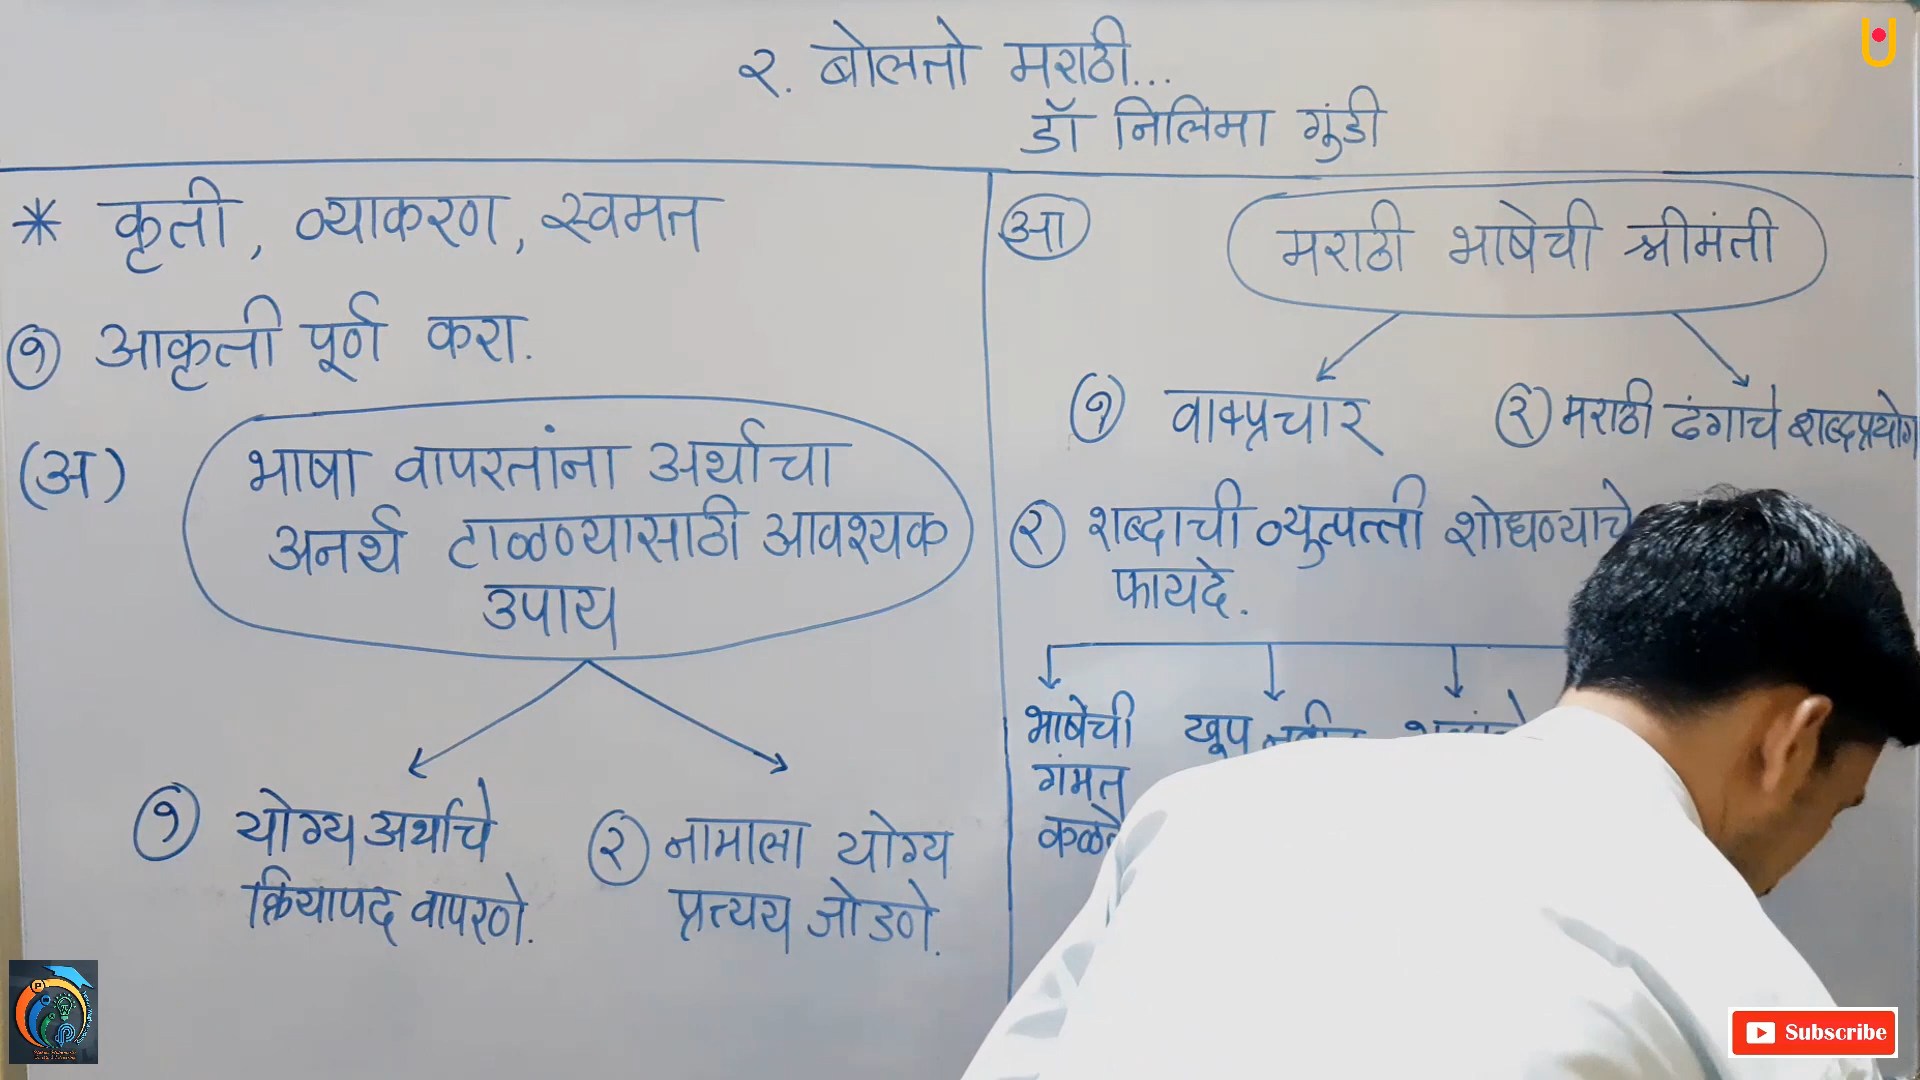 २. बोलतो मराठी...
डॉ निलिमा गुंडी
* कृती, व्याकरण, स्वमत
१ आकृती पूर्ण करा.
(अ) भाषा वापरतांना अर्थाचा
अनर्थ टाळण्यासाठी आवश्यक
उपाय
१ योग्य अर्थाचे
क्रियापद वापरणे.
२ नामाला योग्य
प्रत्यय जोडणे.
आ मराठी भाषेची श्रीमंती
१ वाक्प्रचार
२ मराठी ढंगाचे शब्दप्रयोग
२ शब्दाची व्युत्पत्ती शोधण्याचे
फायदे.
भाषेची
गंमत
कळते
खूप
Subscribe